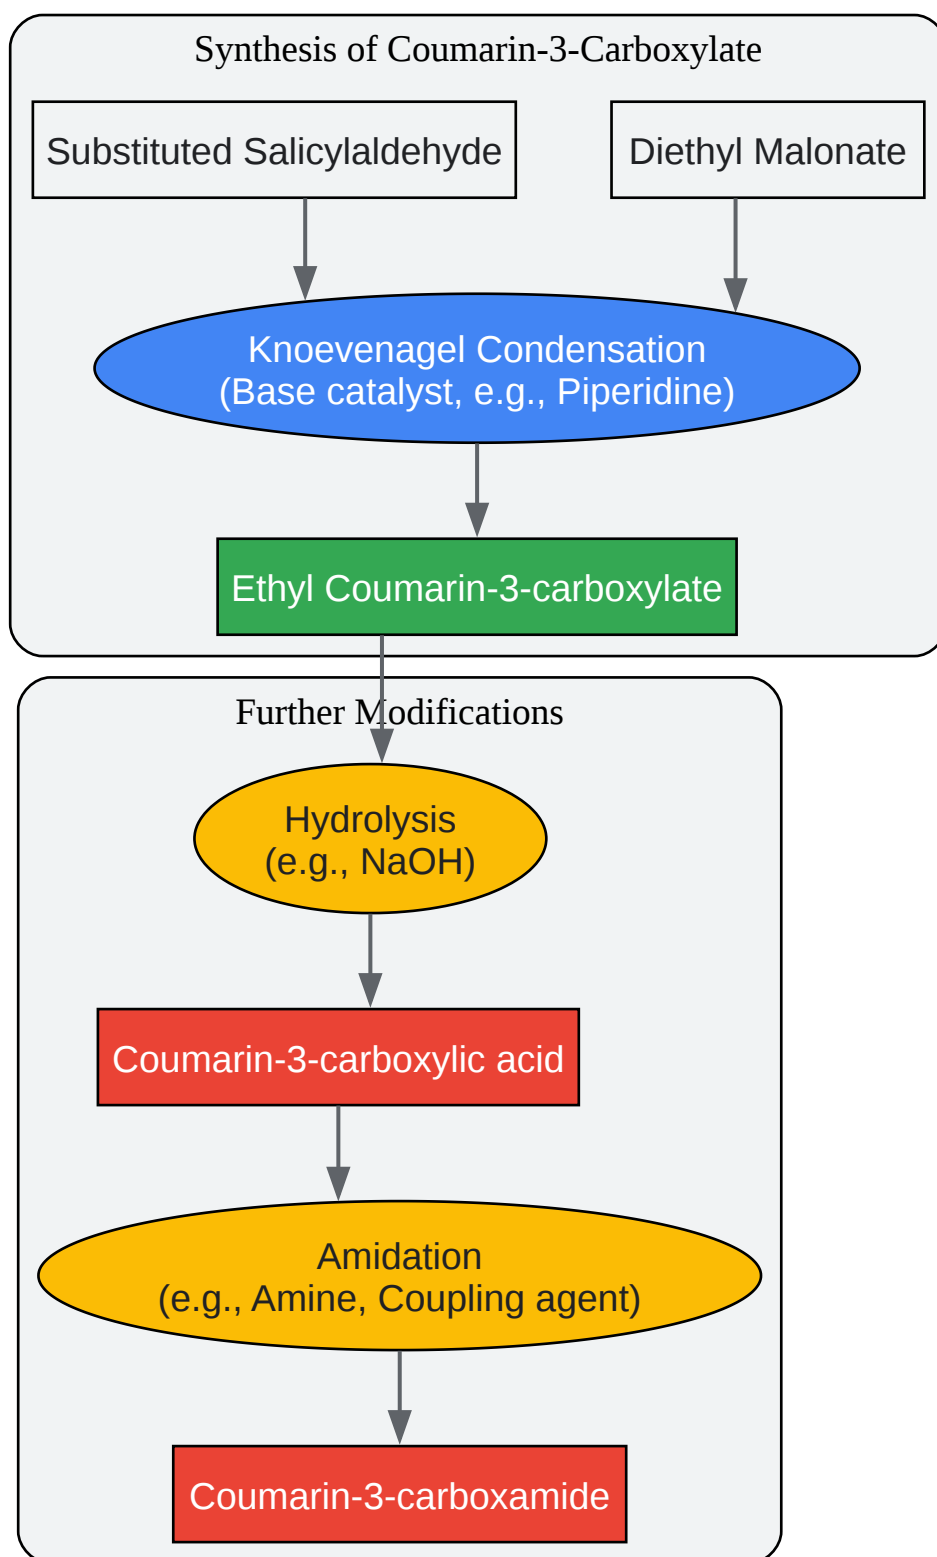 Synthesis of Coumarin-3-Carboxylate
Substituted Salicylaldehyde
Diethyl Malonate
Knoevenagel Condensation
(Base catalyst, e.g., Piperidine)
Ethyl Coumarin-3-carboxylate
Further Modifications
Hydrolysis
(e.g., NaOH)
Coumarin-3-carboxylic acid
Amidation
(e.g., Amine, Coupling agent)
Coumarin-3-carboxamide